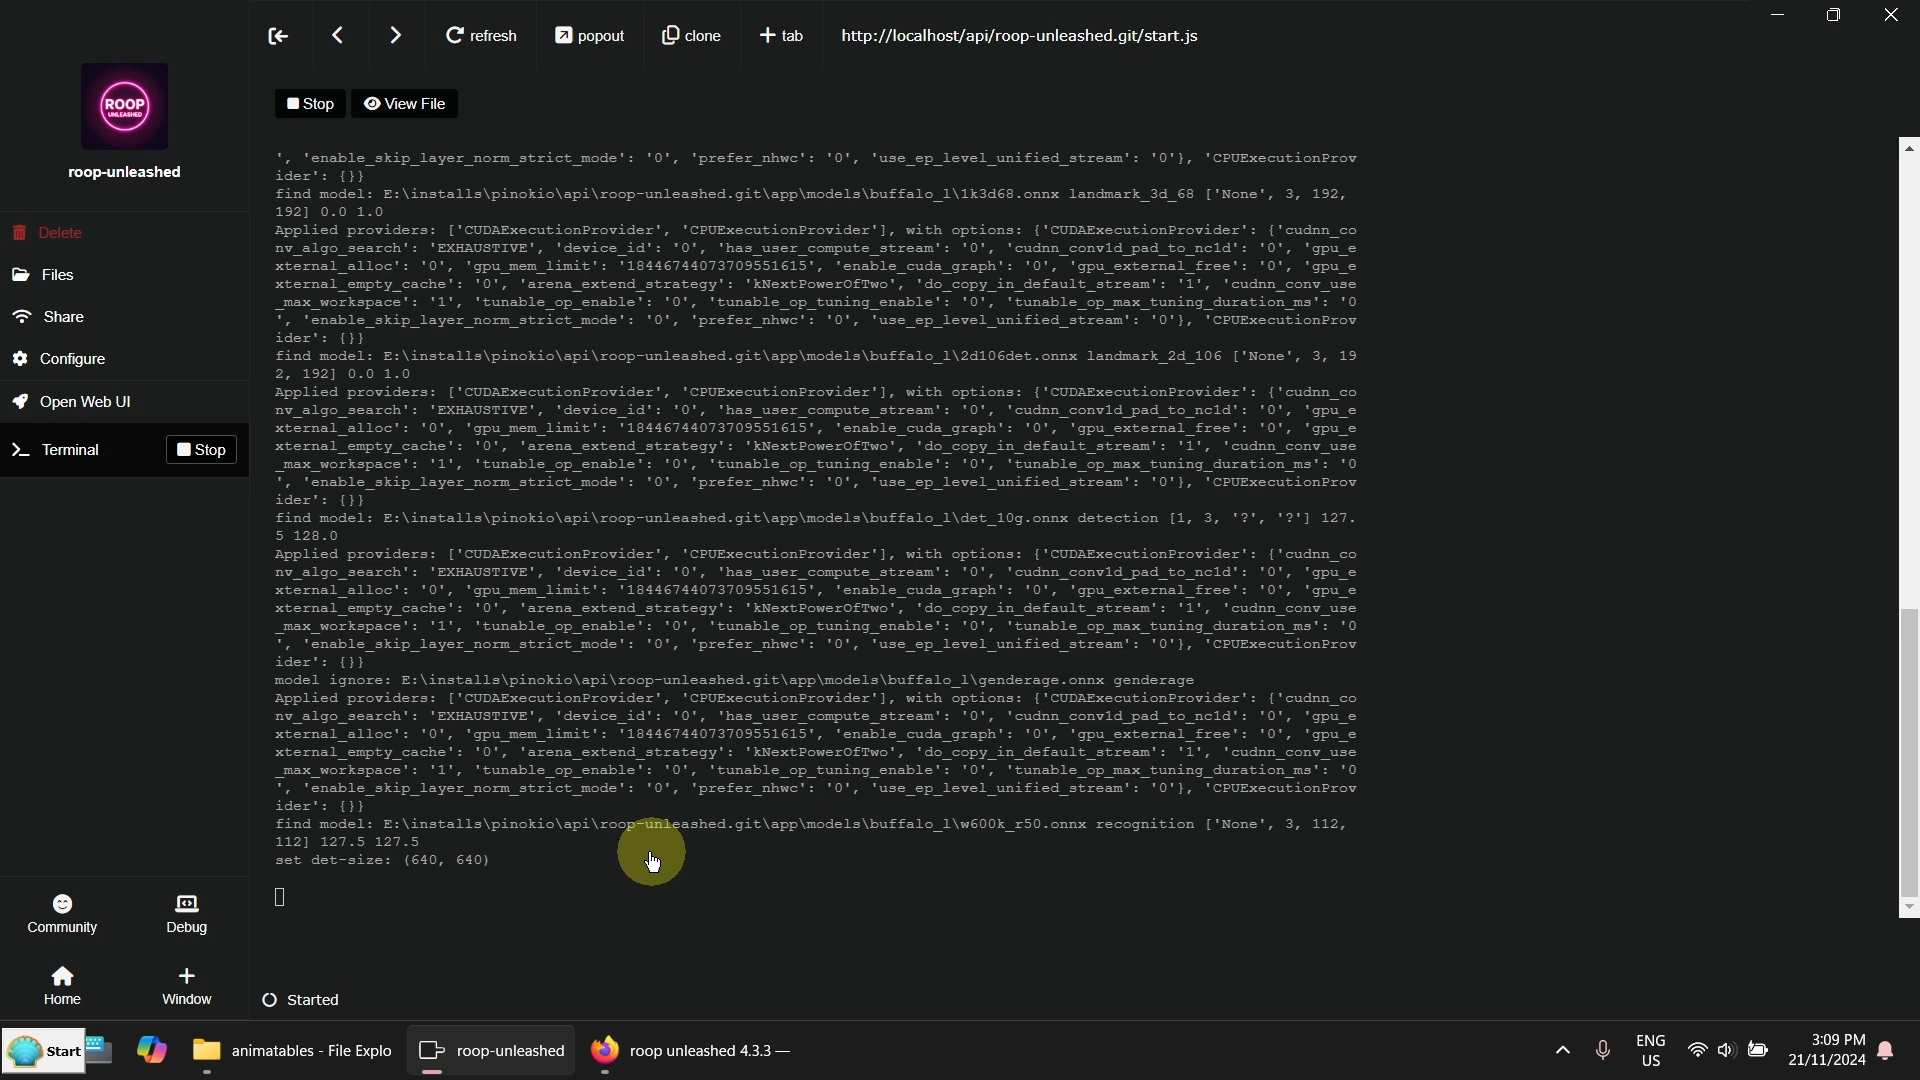 refresh
popout
clone
tab
http://localhost/api/roop-unleashed.git/start.js
ROOP
UNLEASHED
roop-unleashed
Delete
Files
Share
Configure
Open Web UI
Terminal
Stop
Community
Debug
Home
Window
Stop
View File
', 'enable_skip_layer_norm_strict_mode': '0', 'prefer_nhwc': '0', 'use_ep_level_unified_stream': '0'}, 'CPUExecutionProv
ider': {}}
find model: E:\installs\pinokio\api\roop-unleashed.git\app\models\buffalo_l\1k3d68.onnx landmark_3d_68 ['None', 3, 192,
192] 0.0 1.0
Applied providers: ['CUDAExecutionProvider', 'CPUExecutionProvider'], with options: {'CUDAExecutionProvider': {'cudnn_co
nv_algo_search': 'EXHAUSTIVE', 'device_id': '0', 'has_user_compute_stream': '0', 'cudnn_conv1d_pad_to_nc1d': '0', 'gpu_e
xternal_alloc': '0', 'gpu_mem_limit': '18446744073709551615', 'enable_cuda_graph': '0', 'gpu_external_free': '0', 'gpu_e
xternal_empty_cache': '0', 'arena_extend_strategy': 'kNextPowerOfTwo', 'do_copy_in_default_stream': '1', 'cudnn_conv_use
_max_workspace': '1', 'tunable_op_enable': '0', 'tunable_op_tuning_enable': '0', 'tunable_op_max_tuning_duration_ms': '0
', 'enable_skip_layer_norm_strict_mode': '0', 'prefer_nhwc': '0', 'use_ep_level_unified_stream': '0'}, 'CPUExecutionProv
ider': {}}
find model: E:\installs\pinokio\api\roop-unleashed.git\app\models\buffalo_l\2d106det.onnx landmark_2d_106 ['None', 3, 19
2, 192] 0.0 1.0
Applied providers: ['CUDAExecutionProvider', 'CPUExecutionProvider'], with options: {'CUDAExecutionProvider': {'cudnn_co
nv_algo_search': 'EXHAUSTIVE', 'device_id': '0', 'has_user_compute_stream': '0', 'cudnn_conv1d_pad_to_nc1d': '0', 'gpu_e
xternal_alloc': '0', 'gpu_mem_limit': '18446744073709551615', 'enable_cuda_graph': '0', 'gpu_external_free': '0', 'gpu_e
xternal_empty_cache': '0', 'arena_extend_strategy': 'kNextPowerOfTwo', 'do_copy_in_default_stream': '1', 'cudnn_conv_use
_max_workspace': '1', 'tunable_op_enable': '0', 'tunable_op_tuning_enable': '0', 'tunable_op_max_tuning_duration_ms': '0
', 'enable_skip_layer_norm_strict_mode': '0', 'prefer_nhwc': '0', 'use_ep_level_unified_stream': '0'}, 'CPUExecutionProv
ider': {}}
find model: E:\installs\pinokio\api\roop-unleashed.git\app\models\buffalo_l\det_10g.onnx detection [1, 3, '?', '?'] 127.
5 128.0
Applied providers: ['CUDAExecutionProvider', 'CPUExecutionProvider'], with options: {'CUDAExecutionProvider': {'cudnn_co
nv_algo_search': 'EXHAUSTIVE', 'device_id': '0', 'has_user_compute_stream': '0', 'cudnn_conv1d_pad_to_nc1d': '0', 'gpu_e
xternal_alloc': '0', 'gpu_mem_limit': '18446744073709551615', 'enable_cuda_graph': '0', 'gpu_external_free': '0', 'gpu_e
xternal_empty_cache': '0', 'arena_extend_strategy': 'kNextPowerOfTwo', 'do_copy_in_default_stream': '1', 'cudnn_conv_use
_max_workspace': '1', 'tunable_op_enable': '0', 'tunable_op_tuning_enable': '0', 'tunable_op_max_tuning_duration_ms': '0
', 'enable_skip_layer_norm_strict_mode': '0', 'prefer_nhwc': '0', 'use_ep_level_unified_stream': '0'}, 'CPUExecutionProv
ider': {}}
model ignore: E:\installs\pinokio\api\roop-unleashed.git\app\models\buffalo_l\genderage.onnx genderage
Applied providers: ['CUDAExecutionProvider', 'CPUExecutionProvider'], with options: {'CUDAExecutionProvider': {'cudnn_co
nv_algo_search': 'EXHAUSTIVE', 'device_id': '0', 'has_user_compute_stream': '0', 'cudnn_conv1d_pad_to_nc1d': '0', 'gpu_e
xternal_alloc': '0', 'gpu_mem_limit': '18446744073709551615', 'enable_cuda_graph': '0', 'gpu_external_free': '0', 'gpu_e
xternal_empty_cache': '0', 'arena_extend_strategy': 'kNextPowerOfTwo', 'do_copy_in_default_stream': '1', 'cudnn_conv_use
_max_workspace': '1', 'tunable_op_enable': '0', 'tunable_op_tuning_enable': '0', 'tunable_op_max_tuning_duration_ms': '0
', 'enable_skip_layer_norm_strict_mode': '0', 'prefer_nhwc': '0', 'use_ep_level_unified_stream': '0'}, 'CPUExecutionProv
ider': {}}
find model: E:\installs\pinokio\api\roop-unleashed.git\app\models\buffalo_l\w600k_r50.onnx recognition ['None', 3, 112,
112] 127.5 127.5
set det-size: (640, 640)
Started
Start
animatables - File Explo
roop-unleashed
roop unleashed 4.3.3 —
ENG
US
3:09 PM
21/11/2024